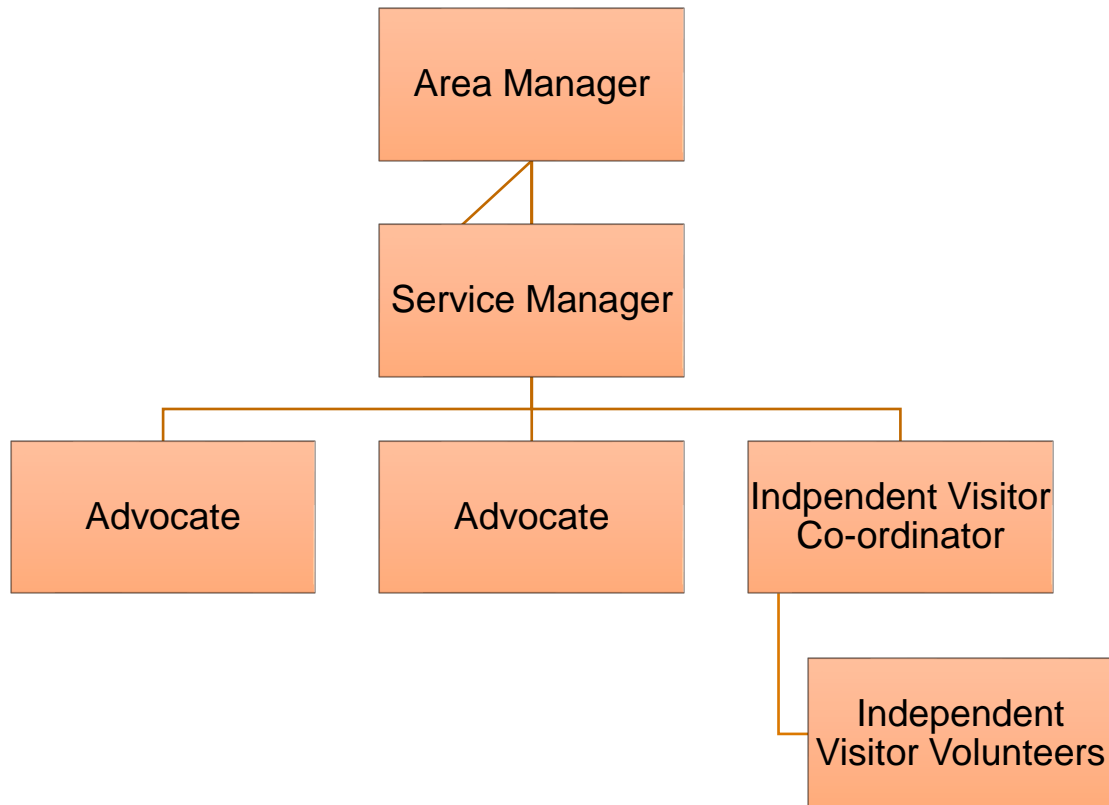 Area Manager
Service Manager
Advocate
Advocate
Indpendent Visitor
Co-ordinator
Independent
Visitor Volunteers